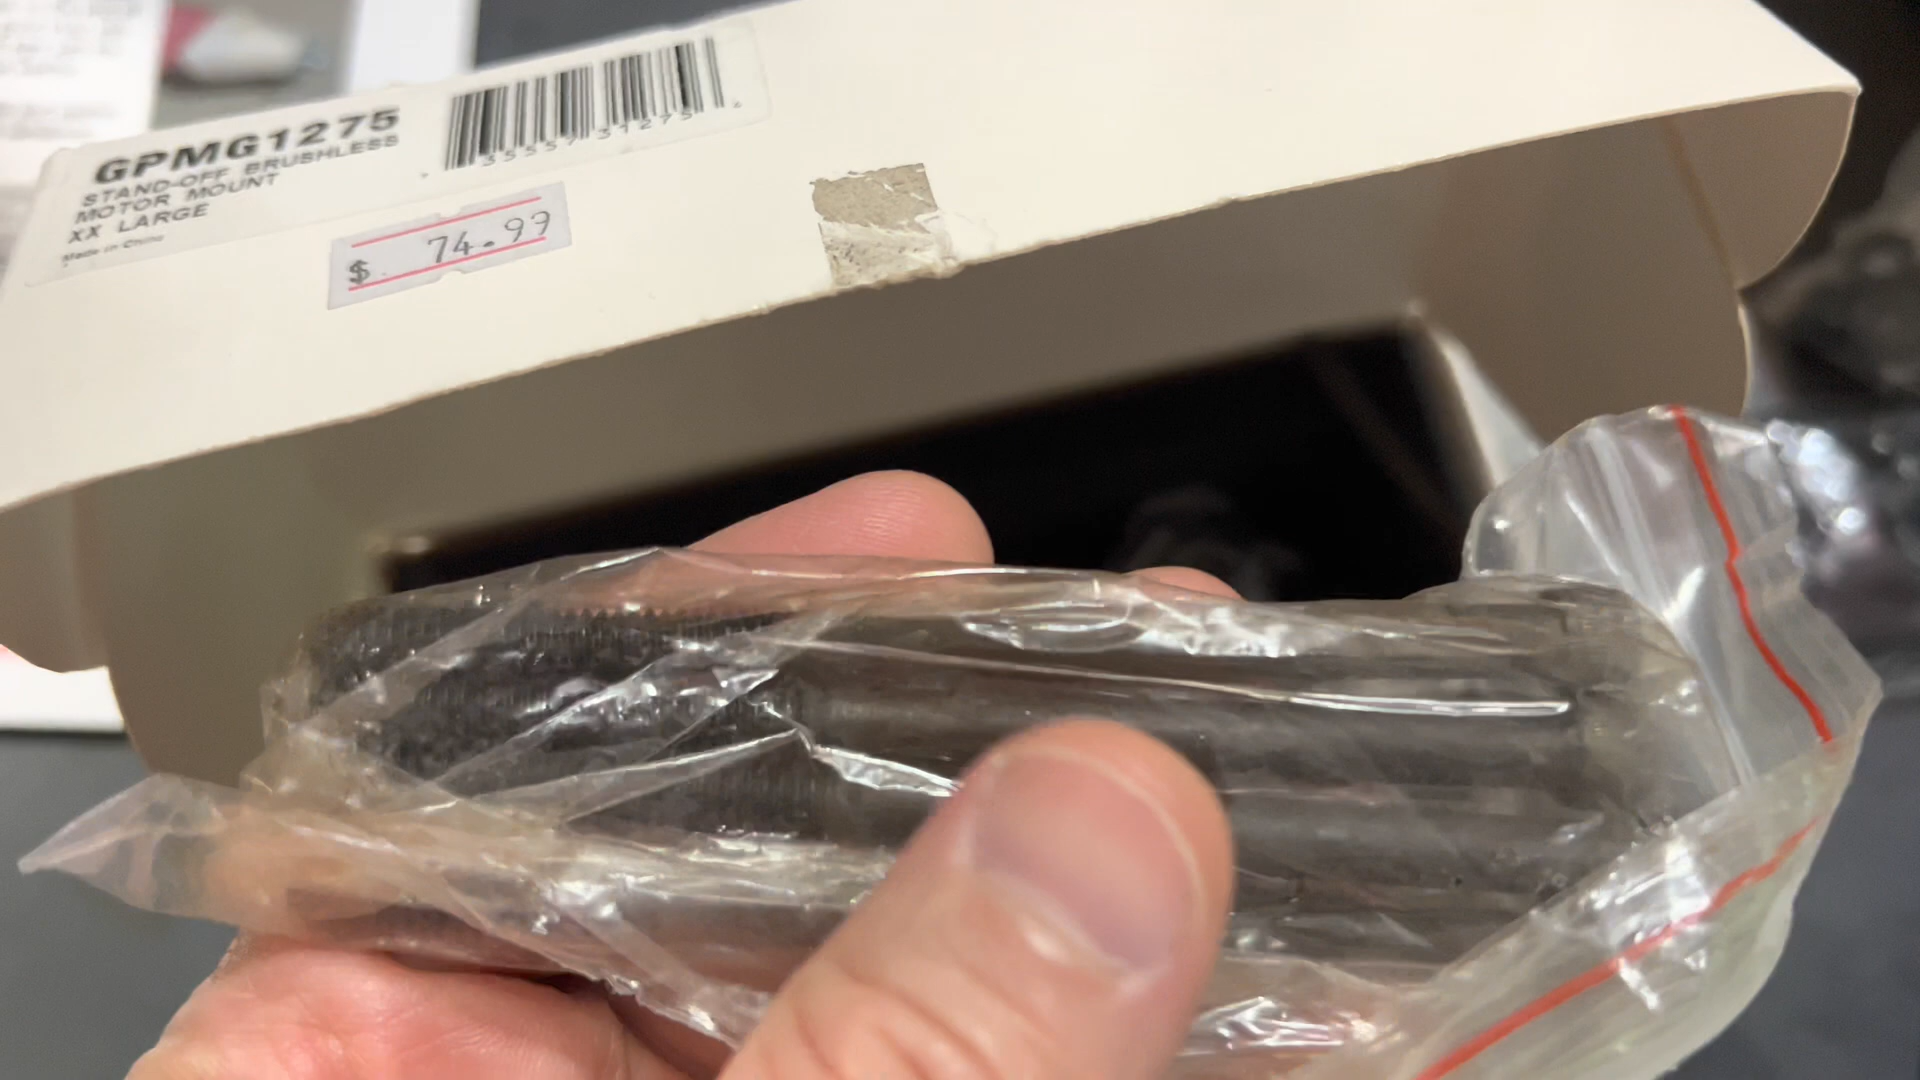 GPMG1275
STAND-OFF BRUSHLESS
MOTOR MOUNT
XX LARGE
Made in China
$ 74.99